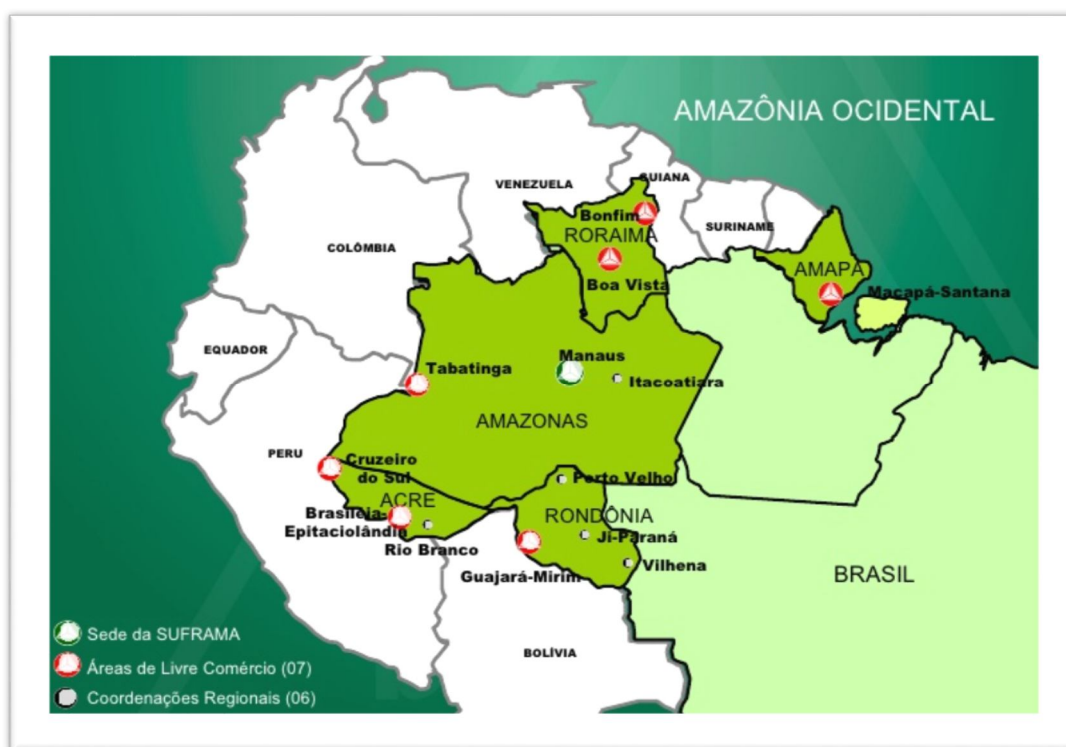 AMAZÔNIA OCIDENTAL
VENEZUELA
GUIANA
Bonfim
RORAIMA
SURINAME
COLÔMBIA
AMAPÁ
Boa Vista
Macapá-Santana
EQUADOR
Manaus
Tabatinga
Itacoatiara
AMAZONAS
PERU
Cruzeiro
do Sul
Porto Velho
ACRE
Brasiléia-
Epitaciolândia
RONDÔNIA
Ji-Paraná
Rio Branco
Vilhena
Guajará-Mirim
BRASIL
Sede da SUFRAMA
BOLÍVIA
Áreas de Livre Comércio (07)
Coordenações Regionais (06)